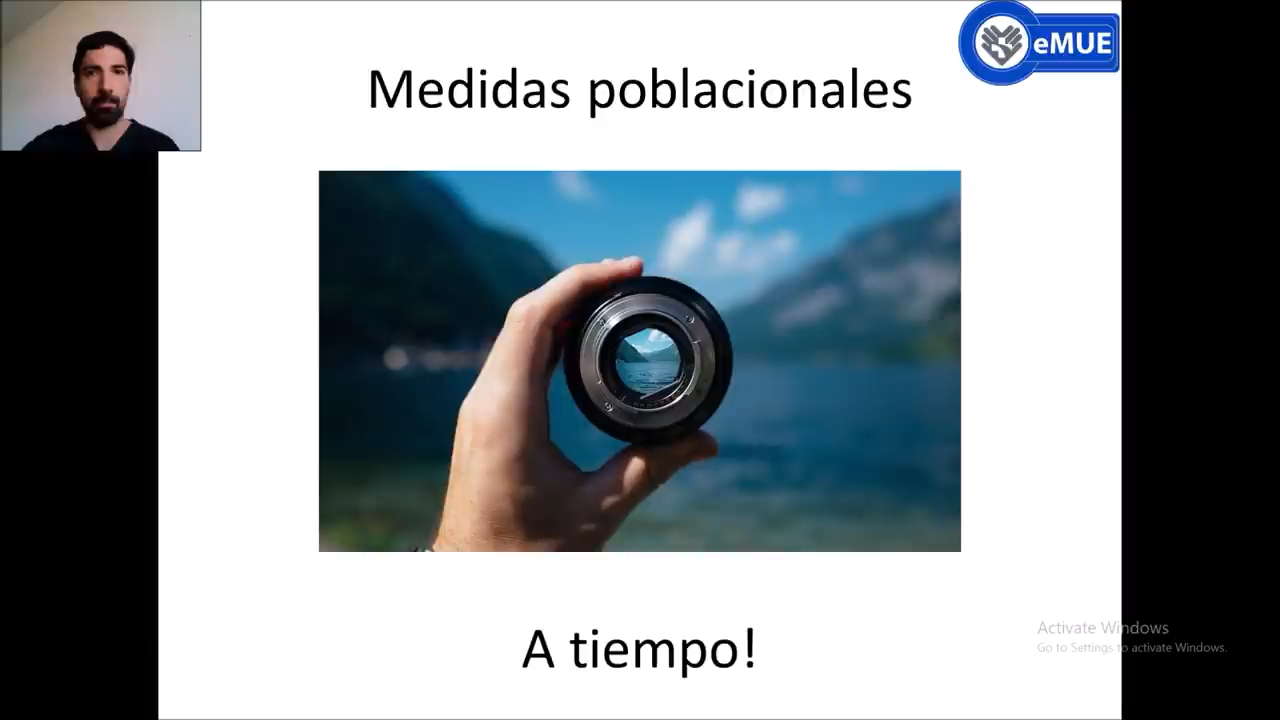 eMUE
Medidas poblacionales
A tiempo!
Activate Windows
Go to Settings to activate Windows.